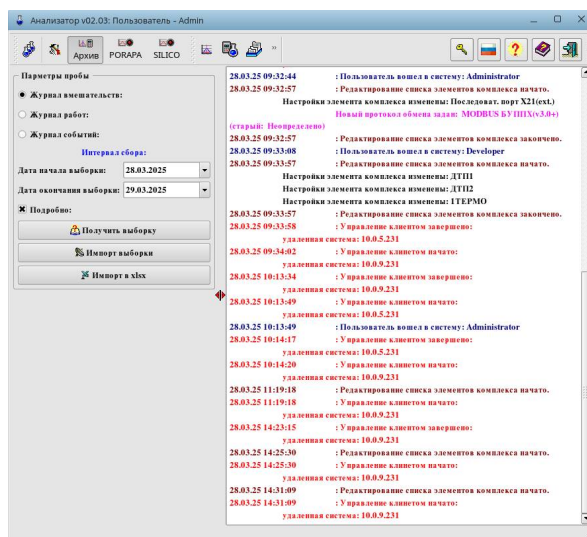 Анализатор v02.03: Пользователь - Admin
Архив PORAPA SILICO »
Парметры пробы
Журнал вмешательств:
Журнал работ:
Журнал событий:
Интервал сбора:
Дата начала выборки: 28.03.2025
Дата окончания выборки: 29.03.2025
Подробно:
Получить выборку
Импорт выборки
Импорт в xlsx
28.03.25 09:32:44 : Пользователь вошел в систему: Administrator
28.03.25 09:32:57 : Редактирование списка элементов комплекса начато.
Настройки элемента комплекса изменены: Последоват. порт X21(ext.)
Новый протокол обмена задан: MODBUS БУПИХ(v3.0+)
(старый: Неопределено)
28.03.25 09:32:57 : Редактирование списка элементов комплекса закончено.
28.03.25 09:33:08 : Пользователь вошел в систему: Developer
28.03.25 09:33:57 : Редактирование списка элементов комплекса начато.
Настройки элемента комплекса изменены: ДТП1
Настройки элемента комплекса изменены: ДТП2
Настройки элемента комплекса изменены: 1ТЕРМО
28.03.25 09:33:57 : Редактирование списка элементов комплекса закончено.
28.03.25 09:33:58 : Управление клиентом завершено:
удаленная система: 10.0.5.231
28.03.25 09:34:02 : Управление клинетом начато:
удаленная система: 10.0.9.231
28.03.25 10:13:34 : Управление клиентом завершено:
удаленная система: 10.0.9.231
28.03.25 10:13:49 : Управление клинетом начато:
удаленная система: 10.0.5.231
28.03.25 10:13:49 : Пользователь вошел в систему: Administrator
28.03.25 10:14:17 : Управление клиентом завершено:
удаленная система: 10.0.5.231
28.03.25 10:14:20 : Управление клинетом начато:
удаленная система: 10.0.9.231
28.03.25 11:19:18 : Редактирование списка элементов комплекса начато.
28.03.25 11:19:18 : Управление клинетом начато:
удаленная система: 10.0.9.231
28.03.25 14:23:15 : Управление клиентом завершено:
удаленная система: 10.0.9.231
28.03.25 14:25:30 : Редактирование списка элементов комплекса начато.
28.03.25 14:25:30 : Управление клинетом начато:
удаленная система: 10.0.9.231
28.03.25 14:31:09 : Редактирование списка элементов комплекса начато.
28.03.25 14:31:09 : Управление клинетом начато:
удаленная система: 10.0.9.231